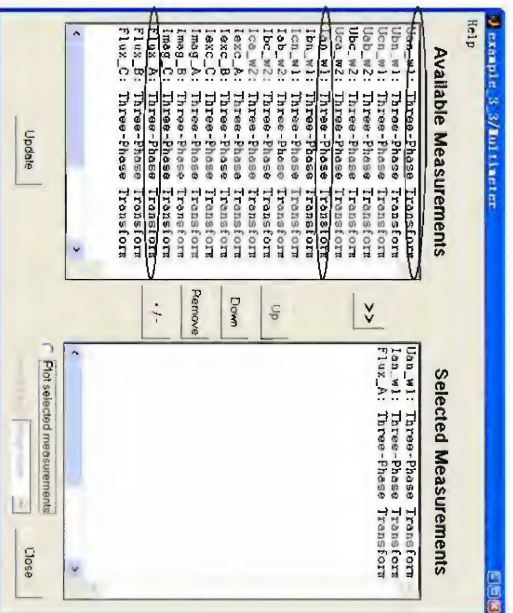 example_3_3/Multimeter
Help
Available Measurements
Uan_w1: Three-Phase Transform
Ubn_w1: Three-Phase Transform
Ucn_w1: Three-Phase Transform
Uab_w2: Three-Phase Transform
Ubc_w2: Three-Phase Transform
Uca_w2: Three-Phase Transform
Ian_w1: Three-Phase Transform
Ibn_w1: Three-Phase Transform
Icn_w1: Three-Phase Transform
Iab_w2: Three-Phase Transform
Ibc_w2: Three-Phase Transform
Ica_w2: Three-Phase Transform
Iexc_A: Three-Phase Transform
Iexc_B: Three-Phase Transform
Iexc_C: Three-Phase Transform
Imag_A: Three-Phase Transform
Imag_B: Three-Phase Transform
Imag_C: Three-Phase Transform
Flux_A: Three-Phase Transform
Flux_B: Three-Phase Transform
Flux_C: Three-Phase Transform
Update
>>
Up
Down
Remove
+/-
Selected Measurements
Uan_w1: Three-Phase Transform
Ian_w1: Three-Phase Transform
Flux_A: Three-Phase Transform
Plot selected measurements
Close